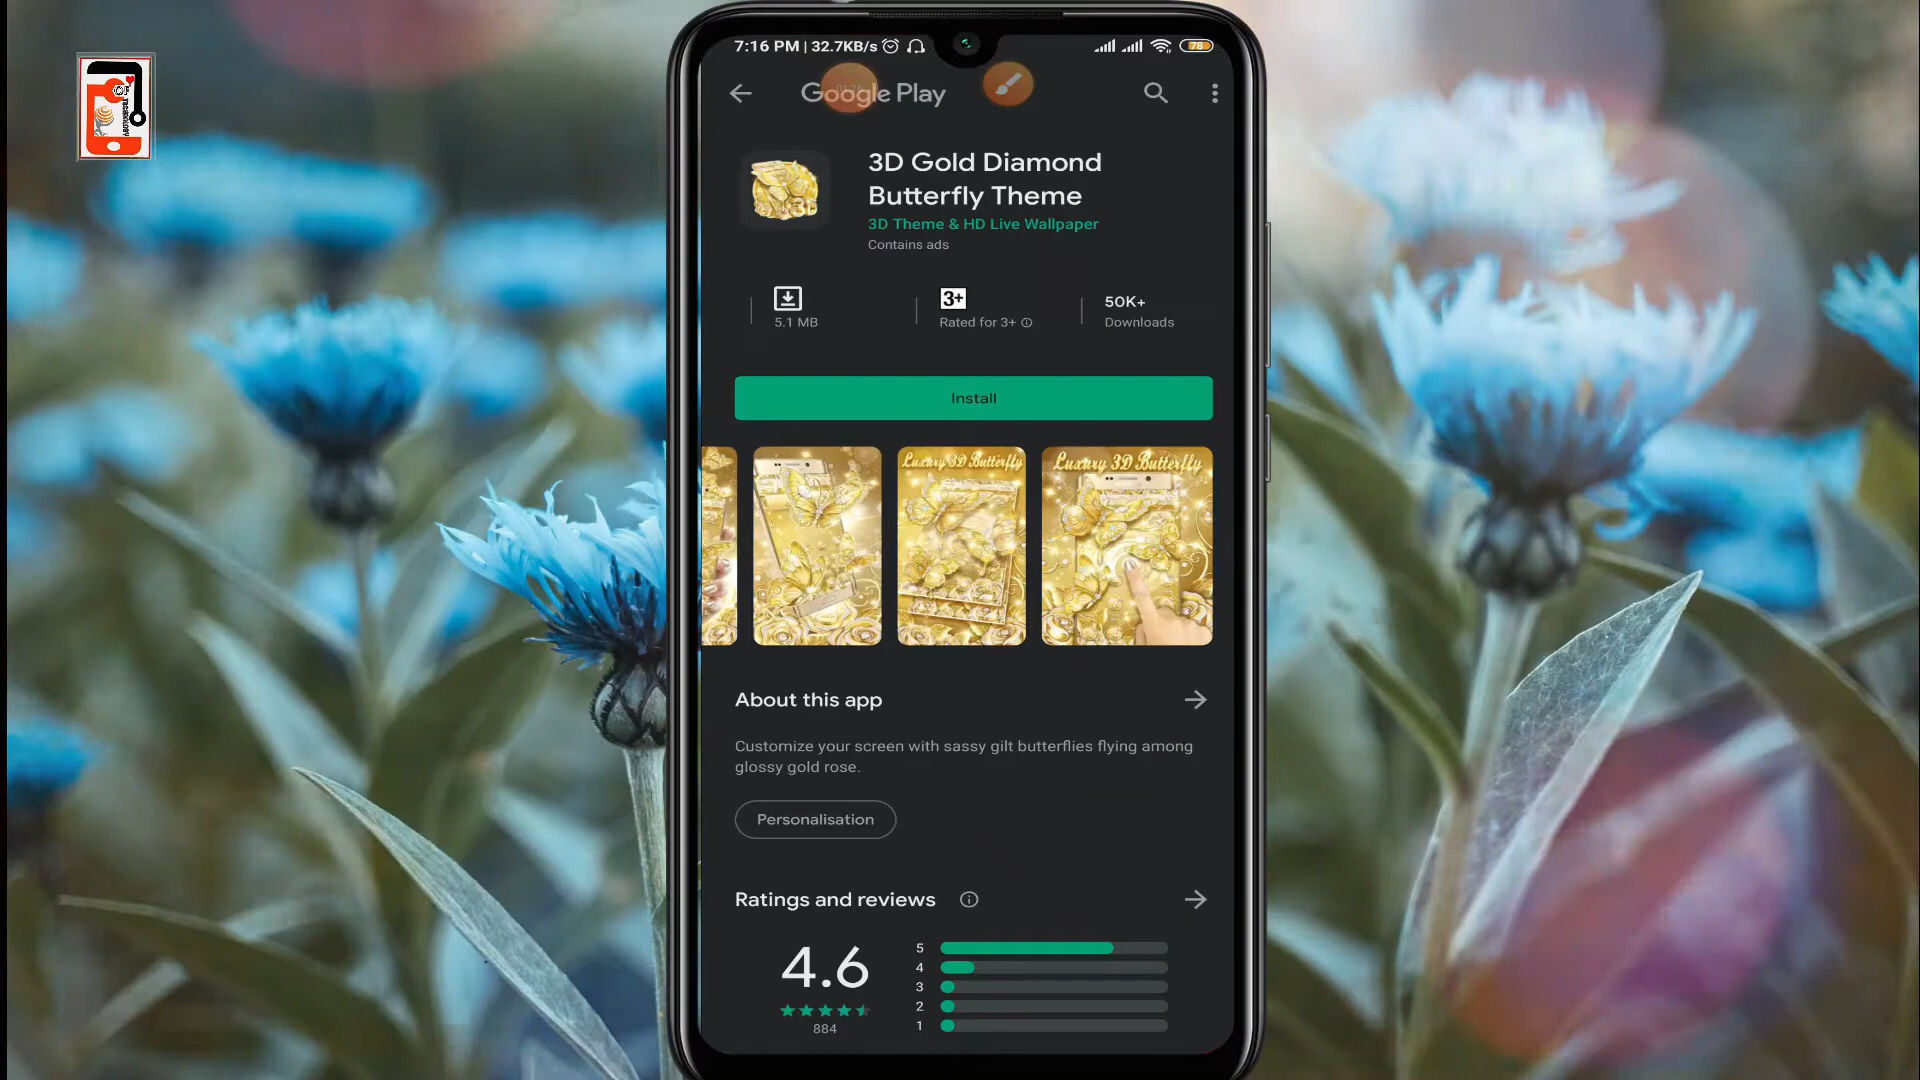 7:16 PM | 32.7KB/s
78
Google Play
3D Gold Diamond
Butterfly Theme
3D Theme & HD Live Wallpaper
Contains ads
5.1 MB
3+
Rated for 3+
50K+
Downloads
Install
Luxury 3D Butterfly
Luxury 3D Butterfly
About this app
Customize your screen with sassy gilt butterflies flying among
glossy gold rose.
Personalisation
Ratings and reviews
4.6
884
5
4
3
2
1